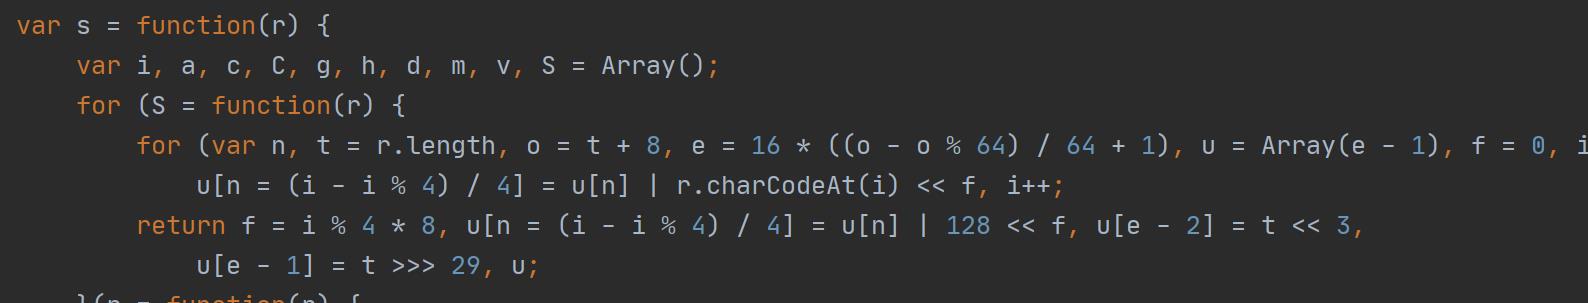 var s = function(r) {
var i, a, c, C, g, h, d, m, v, S = Array();
for (S = function(r) {
for (var n, t = r.length, o = t + 8, e = 16 * ((o - o % 64) / 64 + 1), u = Array(e - 1), f = 0, i
u[n = (i - i % 4) / 4] = u[n] | r.charCodeAt(i) << f, i++;
return f = i % 4 * 8, u[n = (i - i % 4) / 4] = u[n] | 128 << f, u[e - 2] = t << 3,
u[e - 1] = t >>> 29, u;
}(r = function(r) {